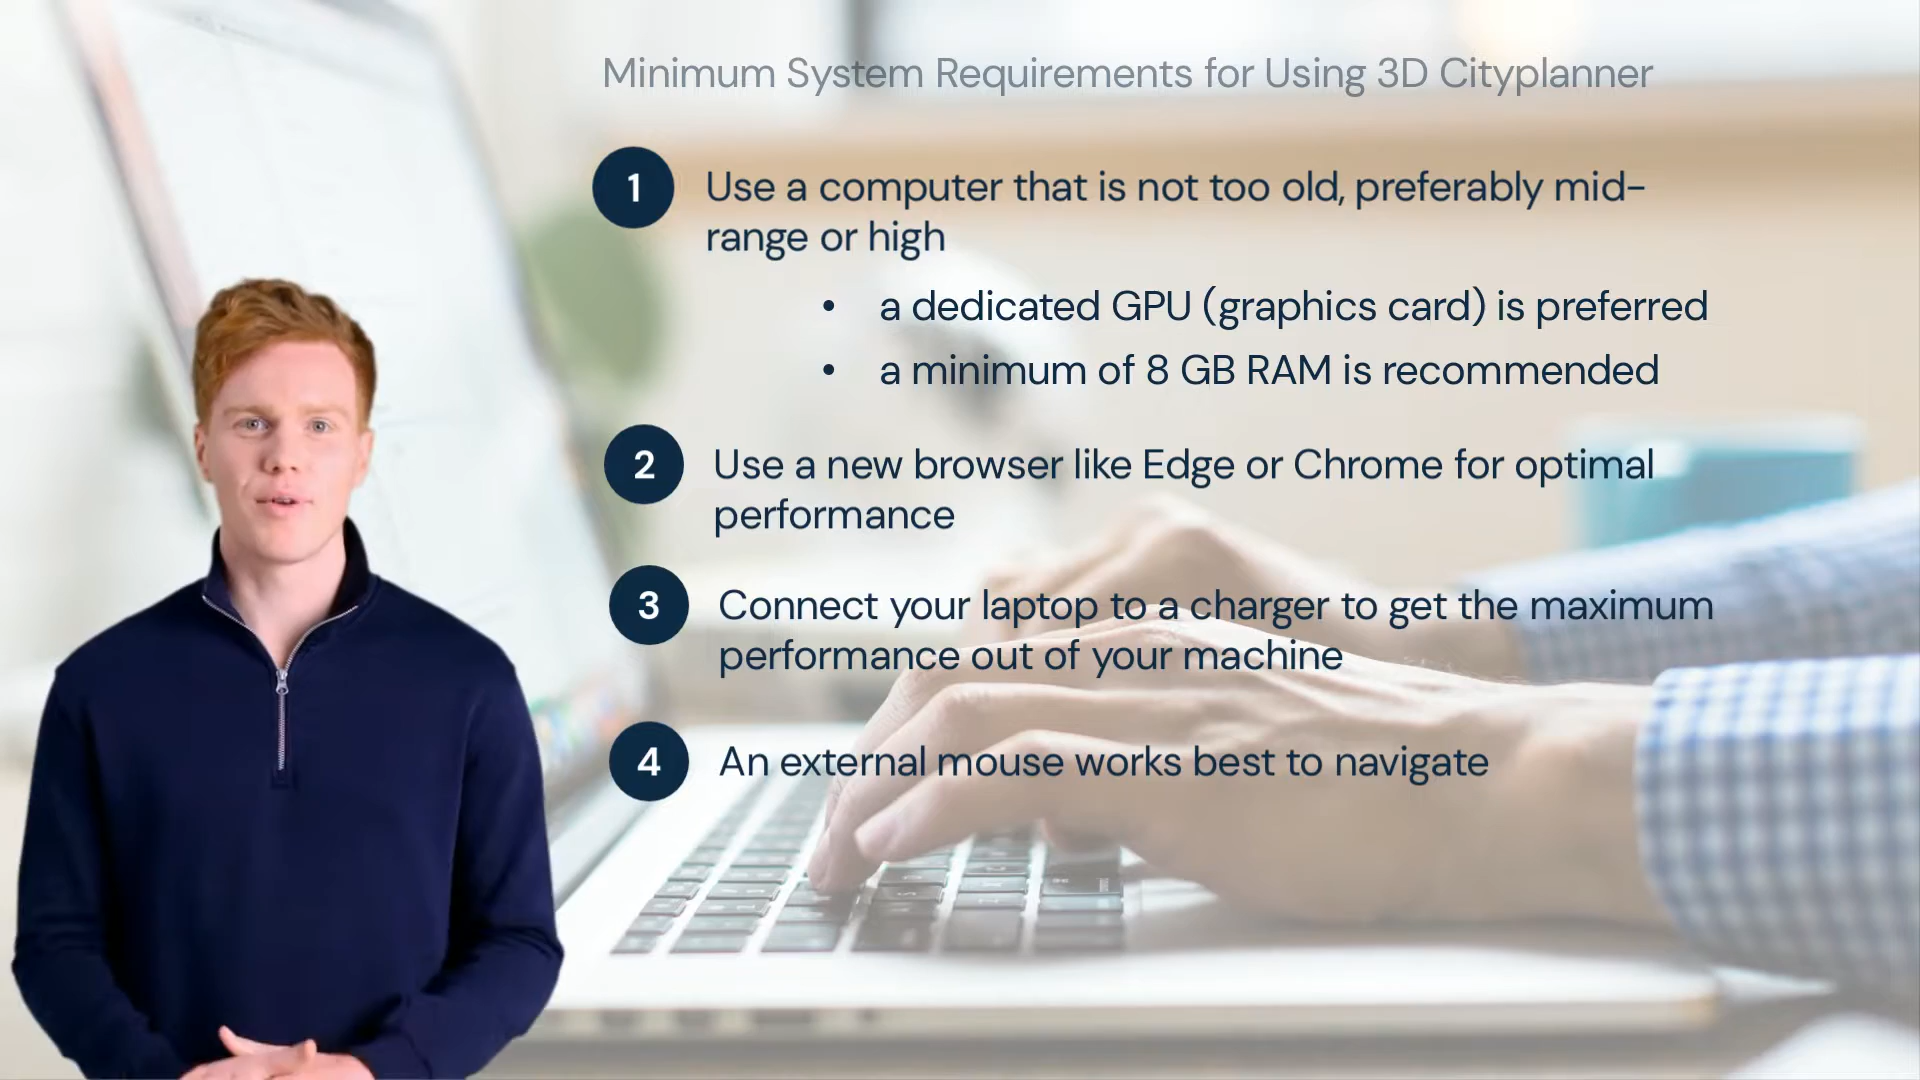 Minimum System Requirements for Using 3D Cityplanner
1 Use a computer that is not too old, preferably mid-
range or high
• a dedicated GPU (graphics card) is preferred
• a minimum of 8 GB RAM is recommended
2 Use a new browser like Edge or Chrome for optimal
performance
3 Connect your laptop to a charger to get the maximum
performance out of your machine
4 An external mouse works best to navigate